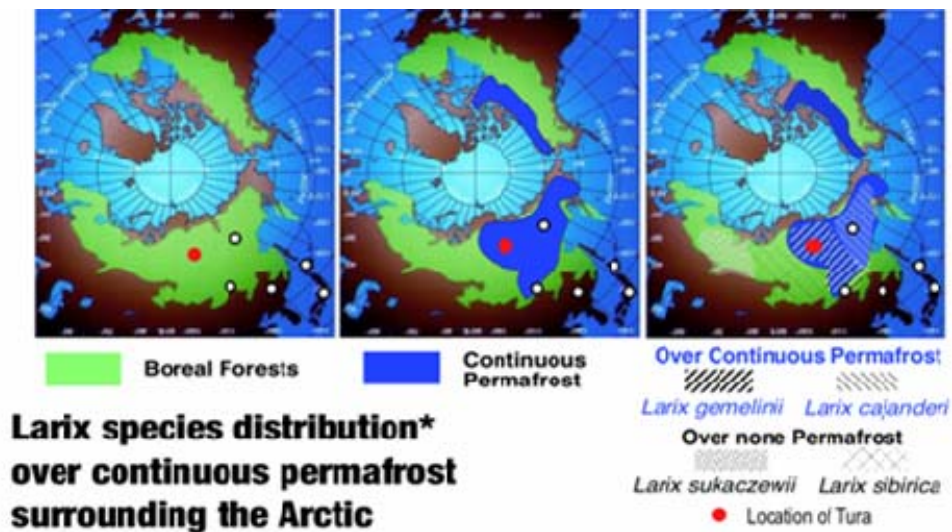 Boreal Forests
Continuous
Permafrost
Over Continuous Permafrost
Larix gemelinii Larix cajanderi
Over none Permafrost
Larix sukaczewii Larix sibirica
Location of Tura
Larix species distribution*
over continuous permafrost
surrounding the Arctic